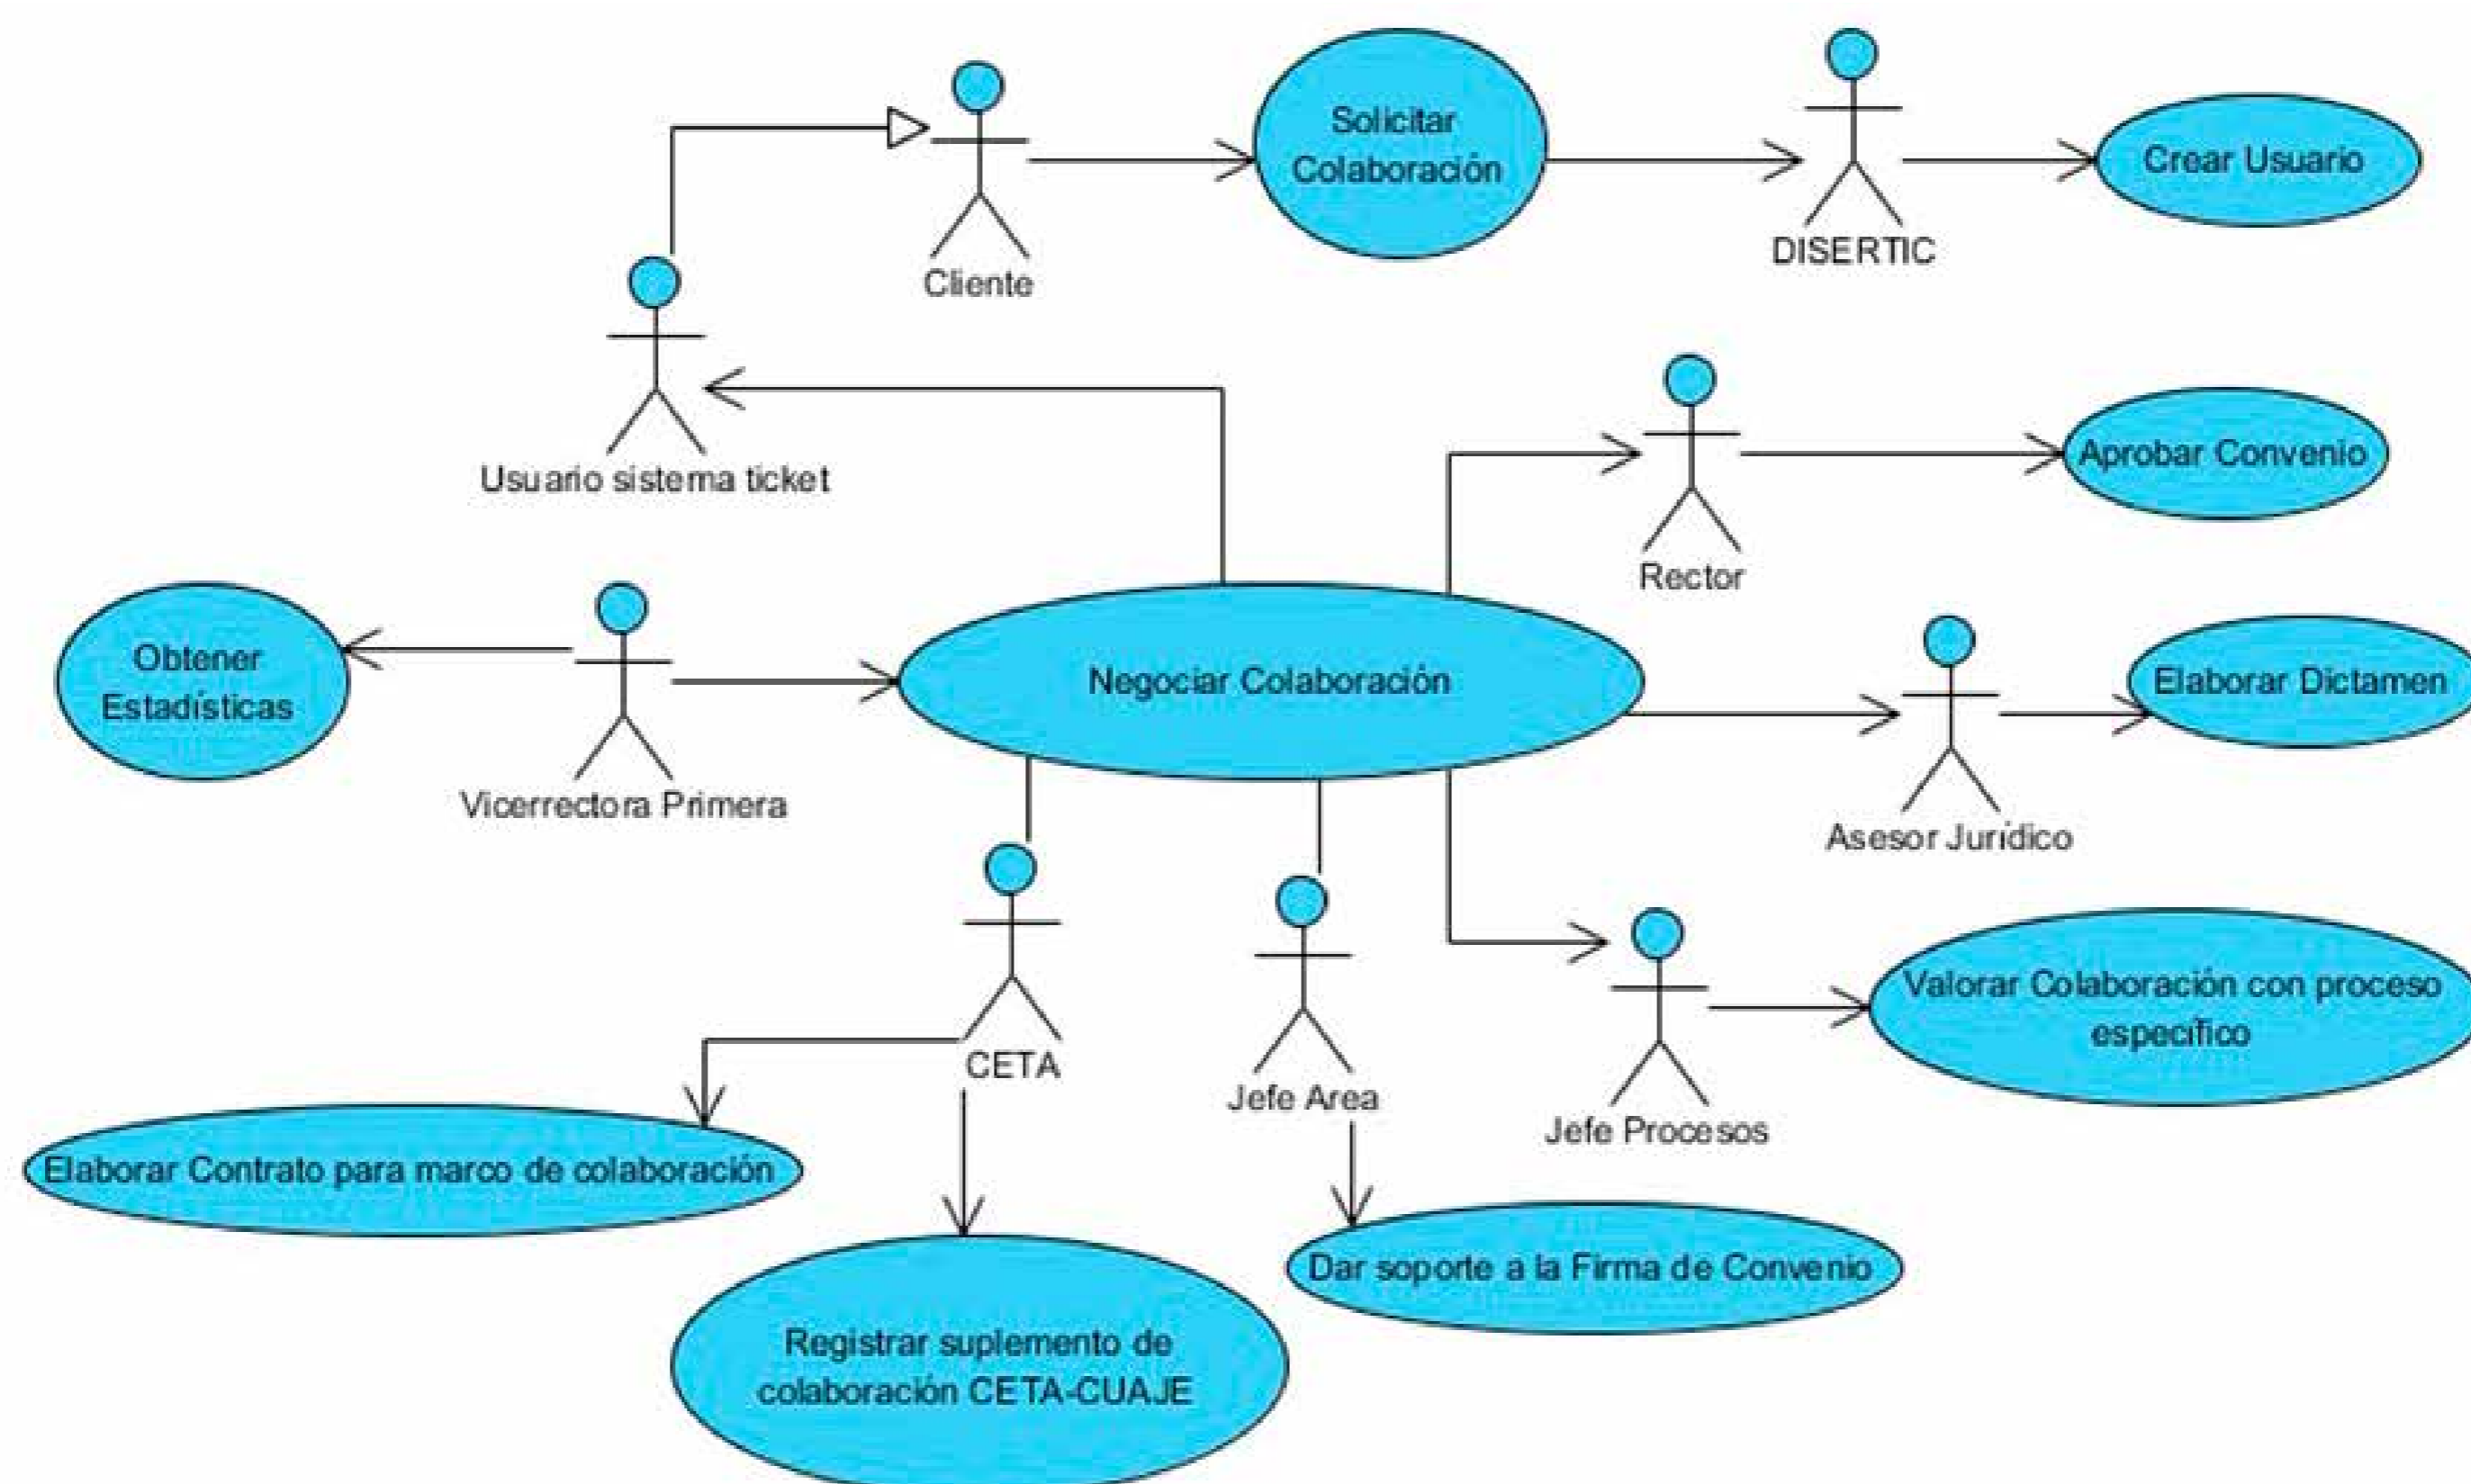 Solicitar
Colaboración
Crear Usuario
DISERTIC
Cliente
Aprobar Convenio
Usuario sistema ticket
Rector
Obtener
Estadísticas
Negociar Colaboración
Elaborar Dictamen
Vicerrectora Primera
Asesor Jurídico
Valorar Colaboración con proceso
específico
CETA
Jefe Area
Jefe Procesos
Elaborar Contrato para marco de colaboración
Dar soporte a la Firma de Convenio
Registrar suplemento de
colaboración CETA-CUAJE